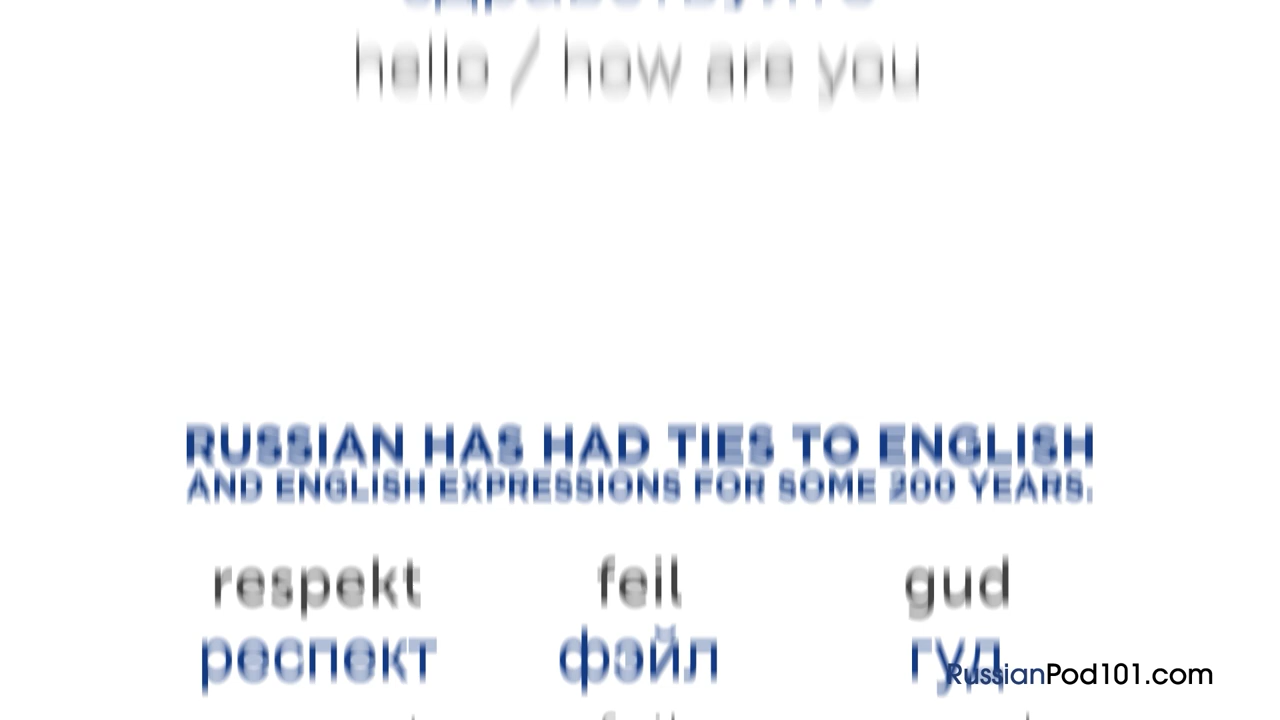 здравствуйте
hello / how are you
RUSSIAN HAS HAD TIES TO ENGLISH
AND ENGLISH EXPRESSIONS FOR SOME 200 YEARS.
respekt feil gud
респект фэйл гуд
RussianPod101.com